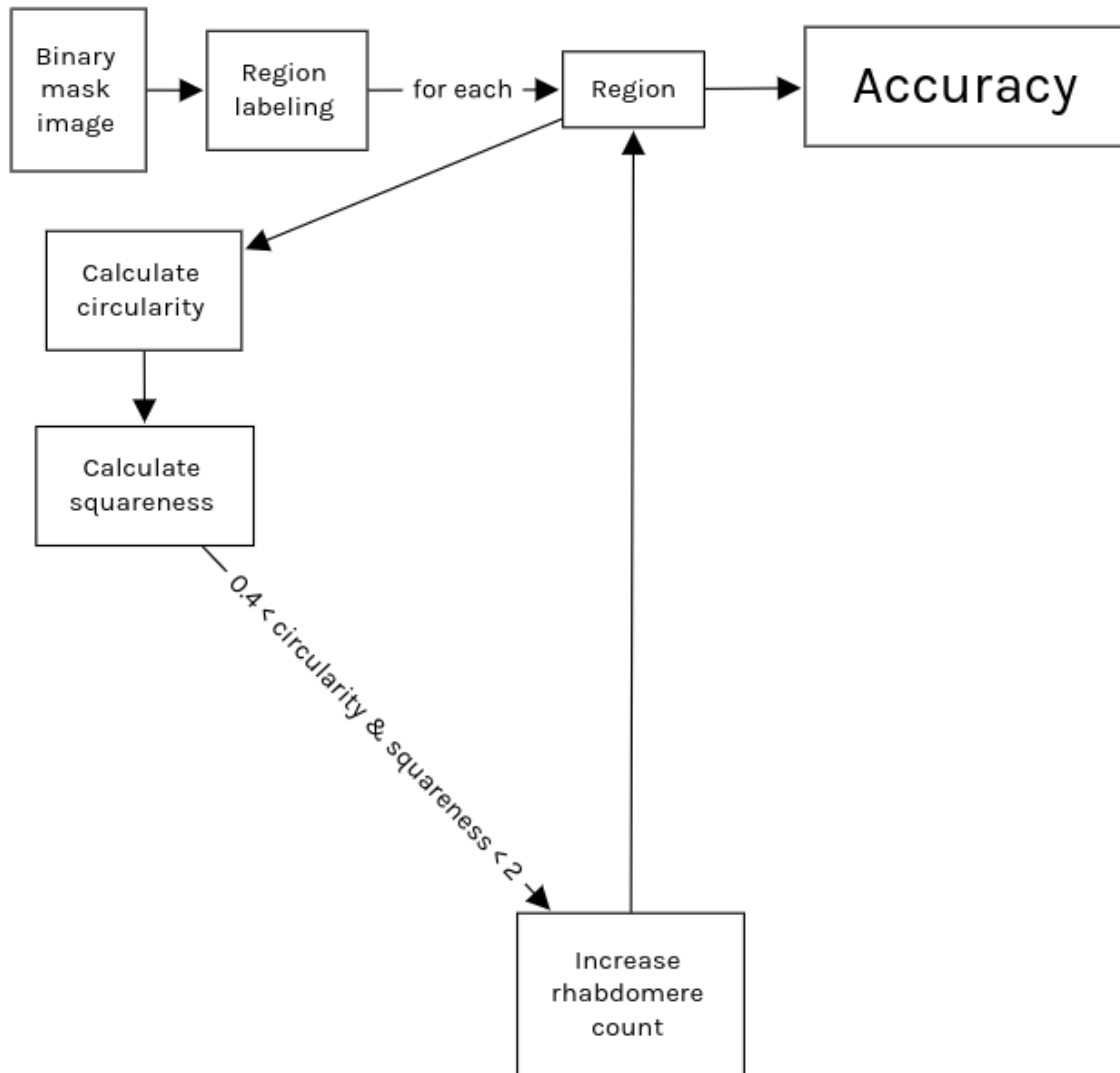 Binary
mask
image
Region
labeling
for each
Region
Accuracy
Calculate
circularity
Calculate
squareness
0.4 < circularity & squareness < 2
Increase
rhabdomere
count